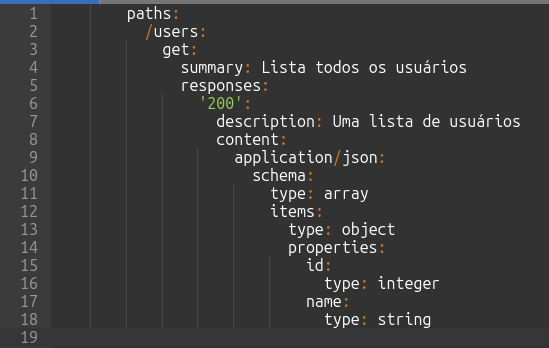 1 paths:
2 /users:
3 get:
4 summary: Lista todos os usuários
5 responses:
6 '200':
7 description: Uma lista de usuários
8 content:
9 application/json:
10 schema:
11 type: array
12 items:
13 type: object
14 properties:
15 id:
16 type: integer
17 name:
18 type: string
19